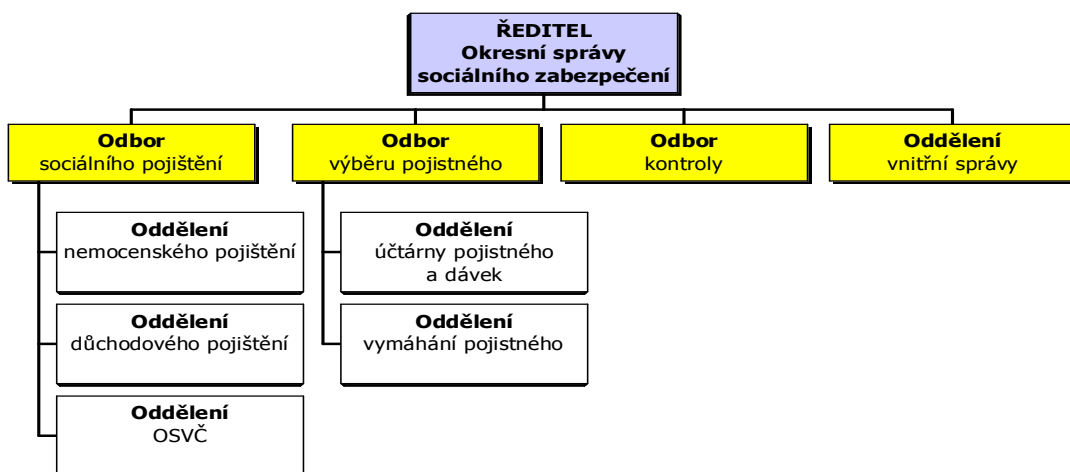 ŘEDITEL
Okresní správy
sociálního zabezpečení
Odbor
sociálního pojištění
Odbor
výběru pojistného
Odbor
kontroly
Oddělení
vnitřní správy
Oddělení
nemocenského pojištění
Oddělení
účtárny pojistného
a dávek
Oddělení
důchodového pojištění
Oddělení
vymáhání pojistného
Oddělení
OSVČ